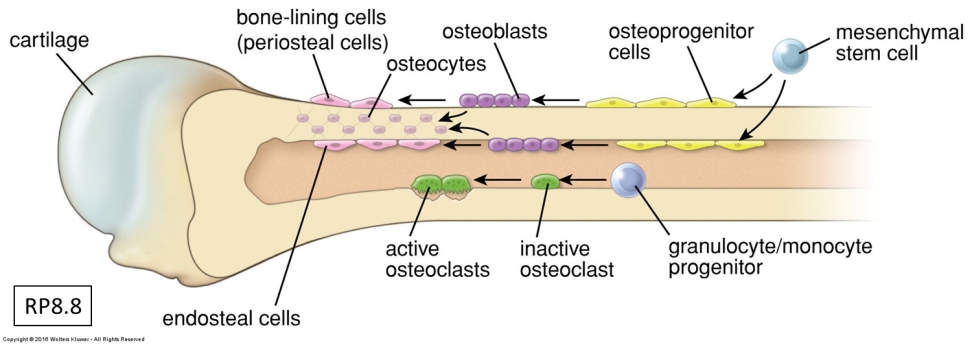 bone-lining cells
(periosteal cells)
cartilage
osteoblasts
osteocytes
osteoprogenitor
cells
mesenchymal
stem cell
active
osteoclasts
inactive
osteoclast
granulocyte/monocyte
progenitor
RP8.8
endosteal cells
Copyright © 2016 Wolters Kluwer - All Rights Reserved